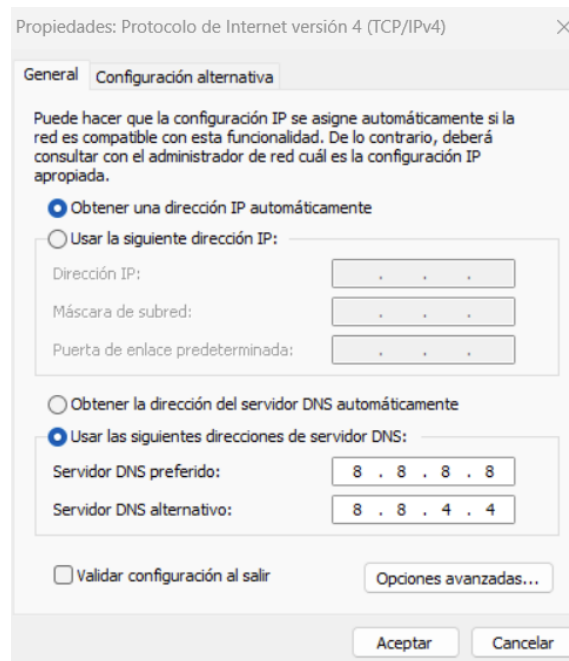 Propiedades: Protocolo de Internet versión 4 (TCP/IPv4)
General
Configuración alternativa
Puede hacer que la configuración IP se asigne automáticamente si la
red es compatible con esta funcionalidad. De lo contrario, deberá
consultar con el administrador de red cuál es la configuración IP
apropiada.
Obtener una dirección IP automáticamente
Usar la siguiente dirección IP:
Dirección IP:
Máscara de subred:
Puerta de enlace predeterminada:
Obtener la dirección del servidor DNS automáticamente
Usar las siguientes direcciones de servidor DNS:
Servidor DNS preferido: 8 . 8 . 8 . 8
Servidor DNS alternativo: 8 . 8 . 4 . 4
Validar configuración al salir
Opciones avanzadas...
Aceptar
Cancelar